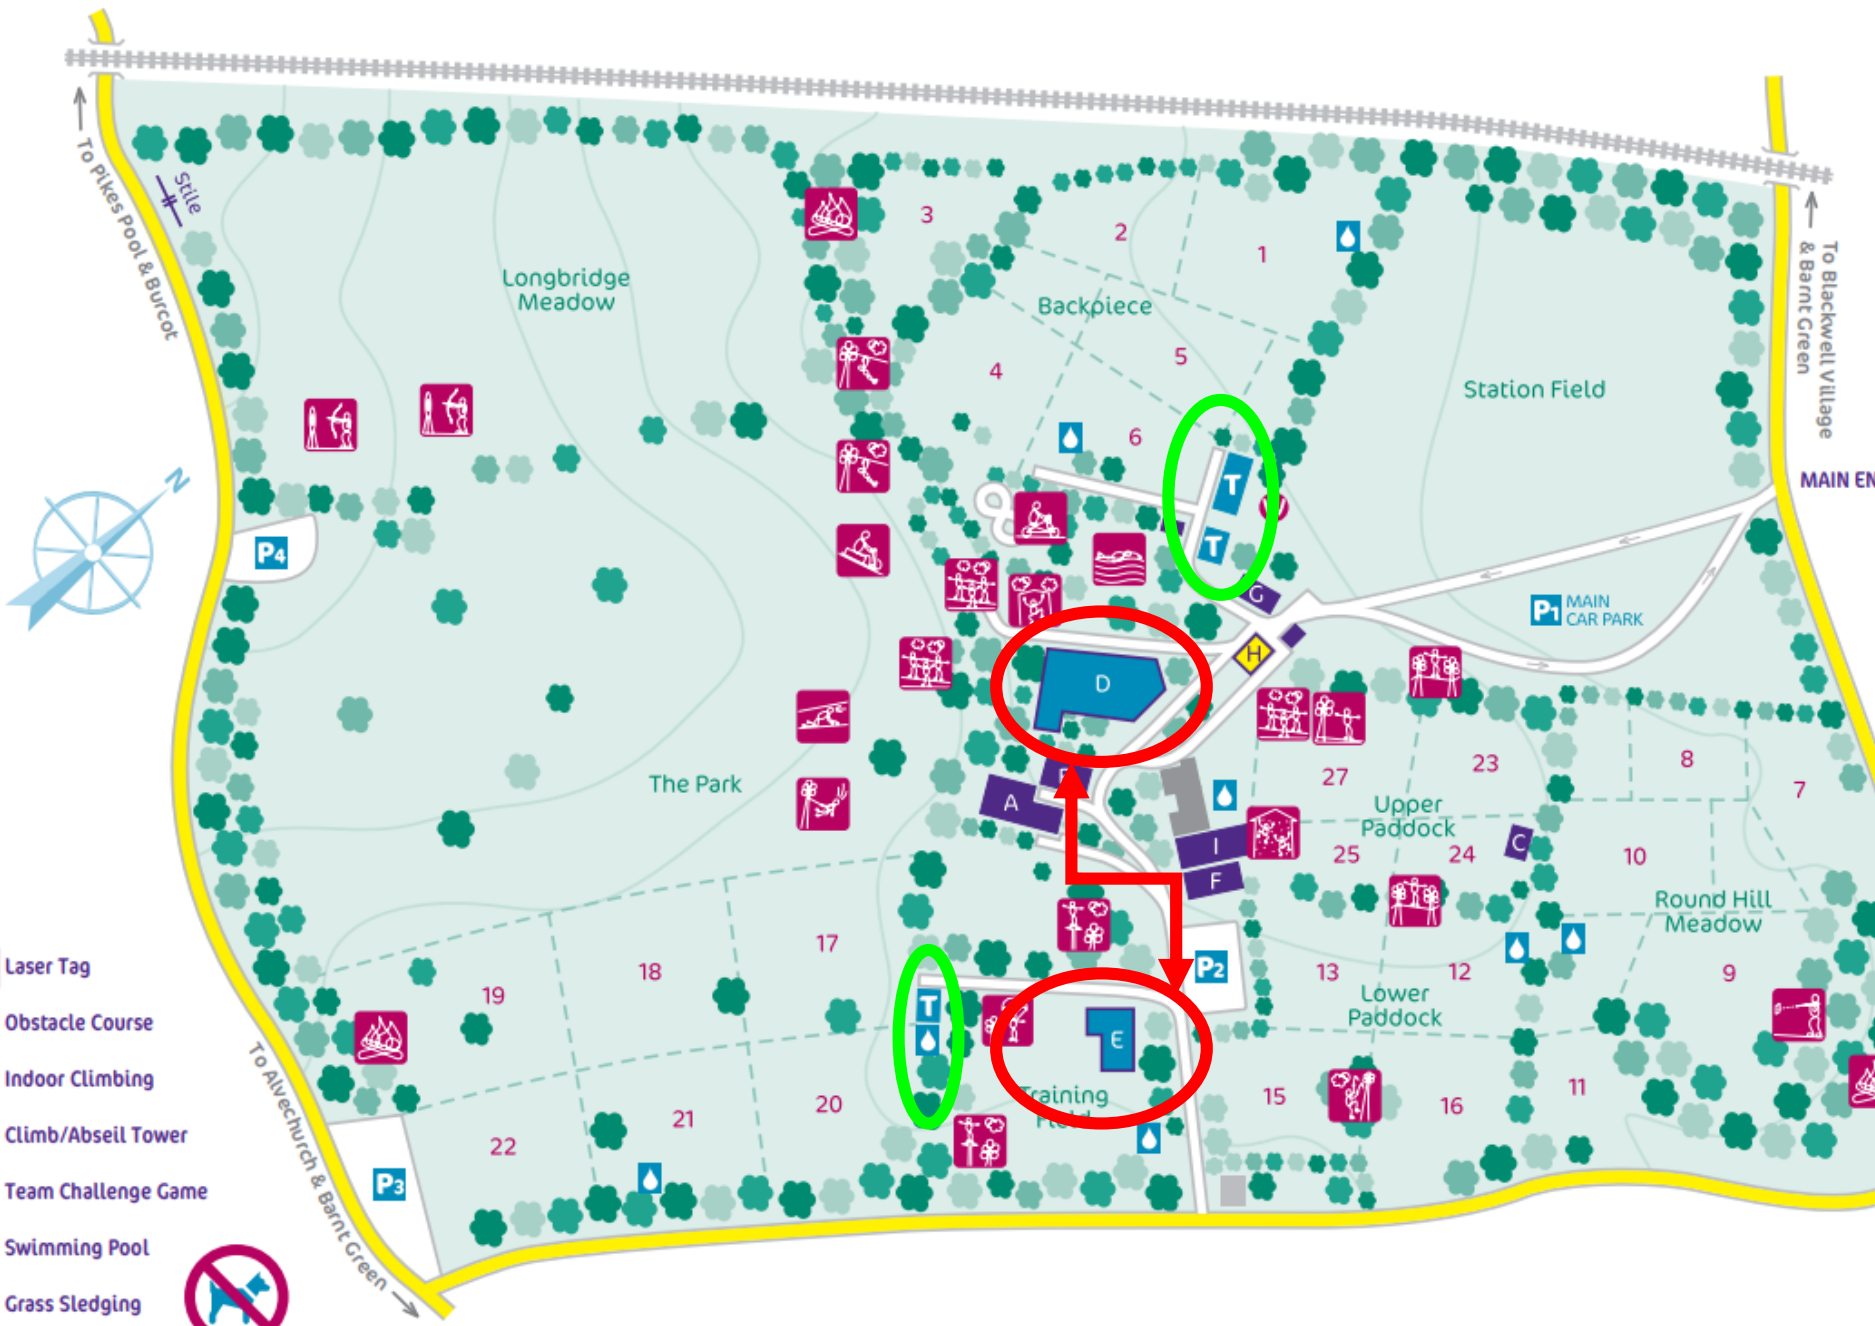 To Pikes Pool & Burcot
Stile
Longbridge
Meadow
3
2
1
Backpiece
4
5
6
Station Field
To Blackwell Village
& Barnt Green
MAIN EN
N
P4
T
T
G
P1 MAIN
CAR PARK
H
D
The Park
A
I
F
27
23
Upper
Paddock
25
24
C
8
7
10
Round Hill
Meadow
9
17
18
19
T
P2
13
12
Lower
Paddock
E
Training
Field
20
21
22
15
16
11
P3
To Alvechurch & Barnt Green
Laser Tag
Obstacle Course
Indoor Climbing
Climb/Abseil Tower
Team Challenge Game
Swimming Pool
Grass Sledging